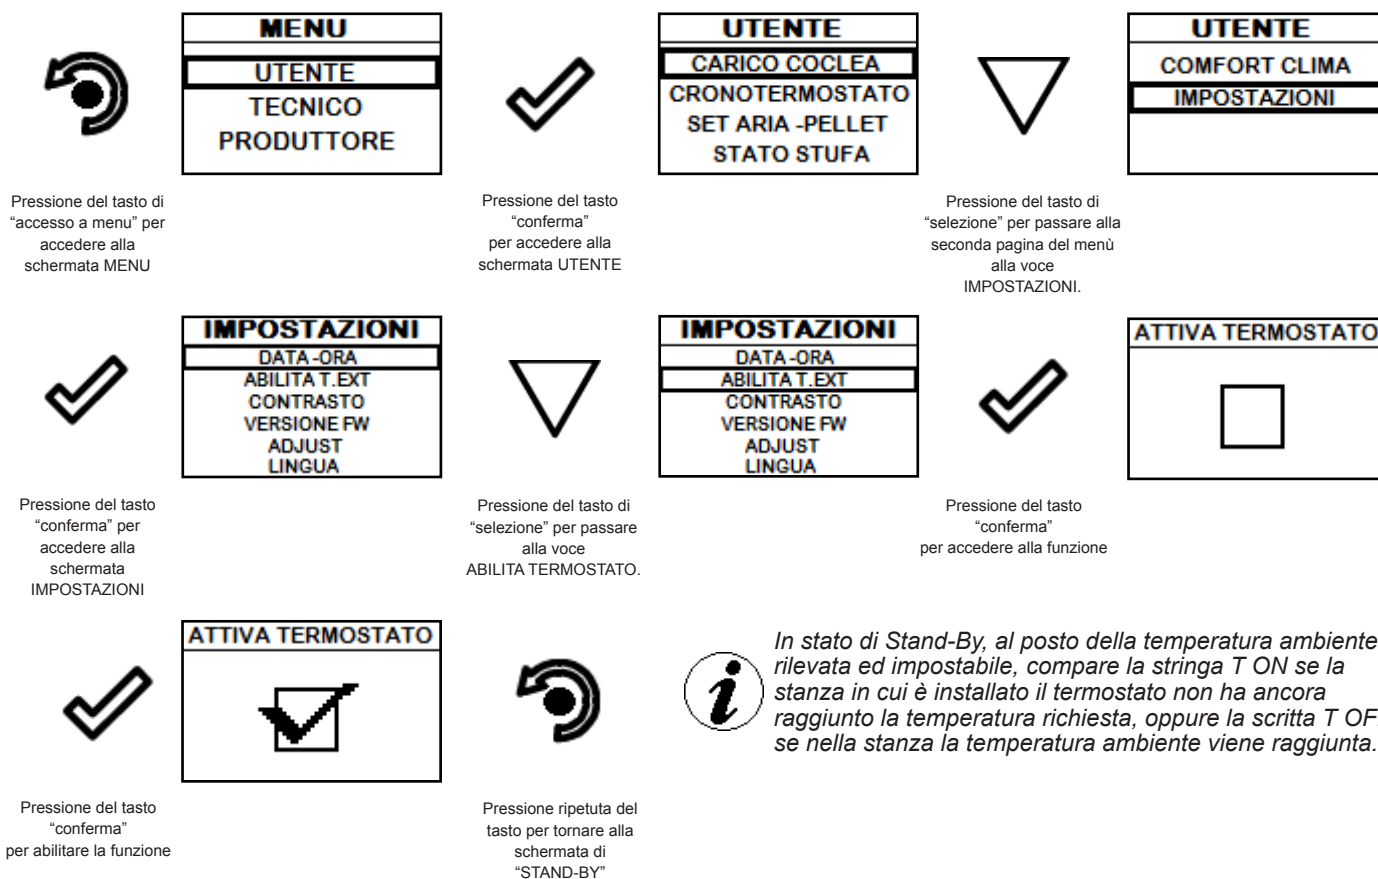 MENU
UTENTE
TECNICO
PRODUTTORE
UTENTE
CARICO COCLEA
CRONOTERMOSTATO
SET ARIA -PELLET
STATO STUFA
UTENTE
COMFORT CLIMA
IMPOSTAZIONI
Pressione del tasto di
“accesso a menu” per
accedere alla
schermata MENU
Pressione del tasto
“conferma”
per accedere alla
schermata UTENTE
Pressione del tasto di
“selezione” per passare alla
seconda pagina del menù
alla voce
IMPOSTAZIONI.
IMPOSTAZIONI
DATA -ORA
ABILITA T.EXT
CONTRASTO
VERSIONE FW
ADJUST
LINGUA
IMPOSTAZIONI
DATA -ORA
ABILITA T.EXT
CONTRASTO
VERSIONE FW
ADJUST
LINGUA
ATTIVA TERMOSTATO
Pressione del tasto
“conferma” per
accedere alla
schermata
IMPOSTAZIONI
Pressione del tasto di
“selezione” per passare
alla voce
ABILITA TERMOSTATO.
Pressione del tasto
“conferma”
per accedere alla funzione
ATTIVA TERMOSTATO
In stato di Stand-By, al posto della temperatura ambiente
rilevata ed impostabile, compare la stringa T ON se la
stanza in cui è installato il termostato non ha ancora
raggiunto la temperatura richiesta, oppure la scritta T
se nella stanza la temperatura ambiente viene raggiunta.
Pressione del tasto
“conferma”
per abilitare la funzione
Pressione ripetuta del
tasto per tornare alla
schermata di
“STAND-BY”